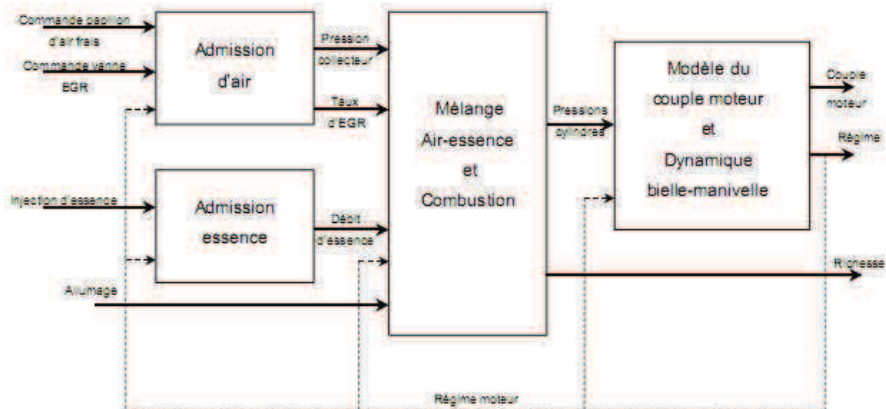 Commande papillon
d'air frais
Commande vanne
EGR
Admission
d'air
Pression
collecteur
Taux
d'EGR
Injection d'essence
Admission
essence
Débit
d'essence
Allumage
Mélange
Air-essence
et
Combustion
Pressions
cylindres
Modèle du
couple moteur
et
Dynamique
bielle-manivelle
Couple
moteur
Régime
Richesse
Régime moteur